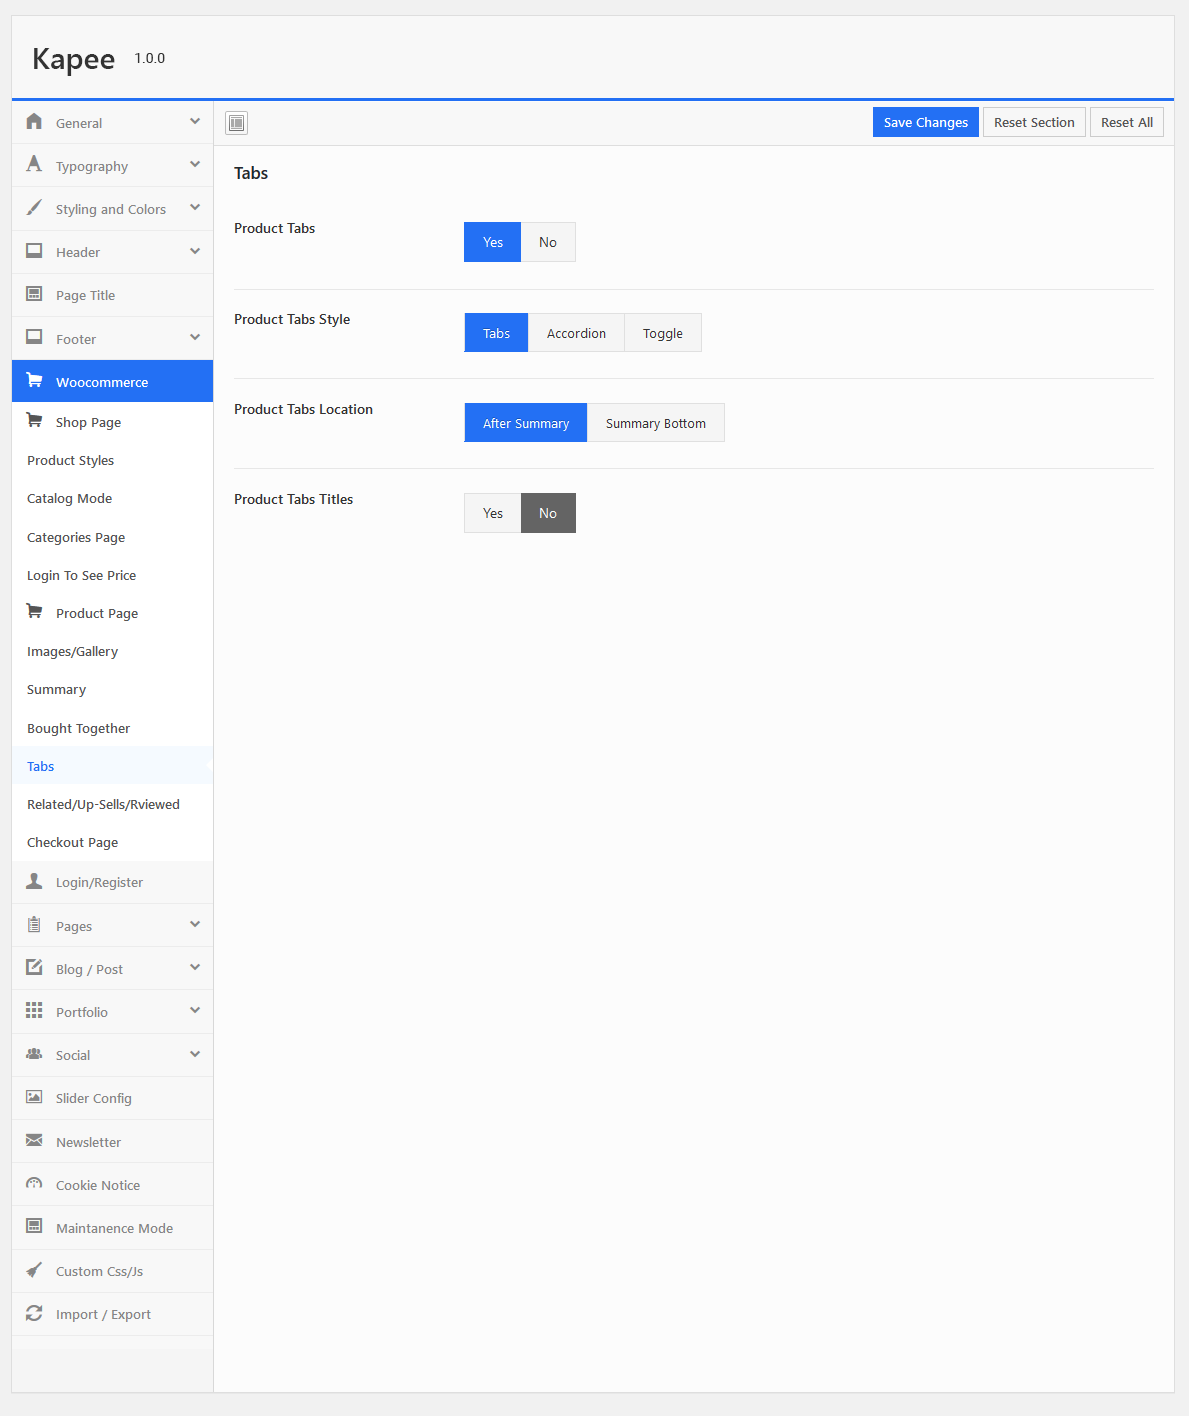 Kapee 1.0.0
General
Typography
Styling and Colors
Header
Page Title
Footer
Woocommerce
Shop Page
Product Styles
Catalog Mode
Categories Page
Login To See Price
Product Page
Images/Gallery
Summary
Bought Together
Tabs
Related/Up-Sells/Rviewed
Checkout Page
Login/Register
Pages
Blog / Post
Portfolio
Social
Slider Config
Newsletter
Cookie Notice
Maintanence Mode
Custom Css/Js
Import / Export
Save Changes Reset Section Reset All
Tabs
Product Tabs Yes No
Product Tabs Style Tabs Accordion Toggle
Product Tabs Location After Summary Summary Bottom
Product Tabs Titles Yes No